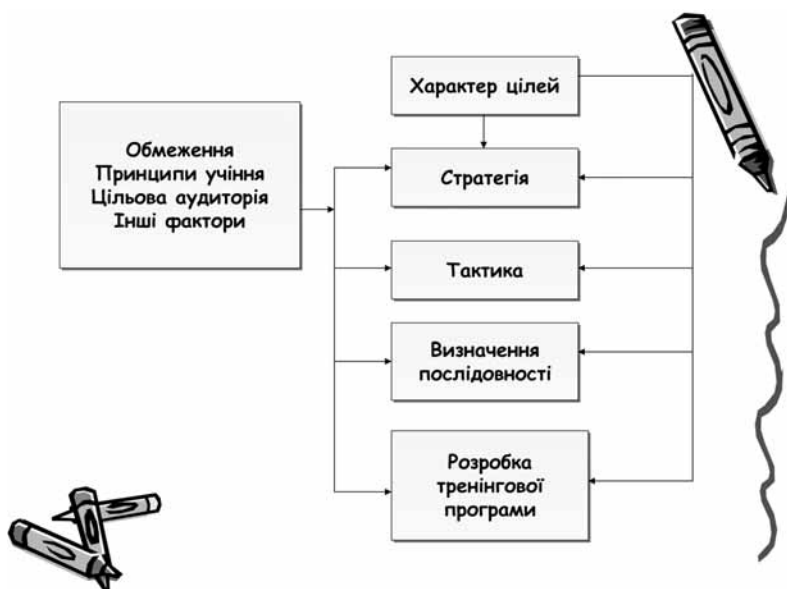 Характер цілей
Обмеження
Принципи учіння
Цільова аудиторія
Інші фактори
Стратегія
Тактика
Визначення
послідовності
Розробка
тренінгової
програми